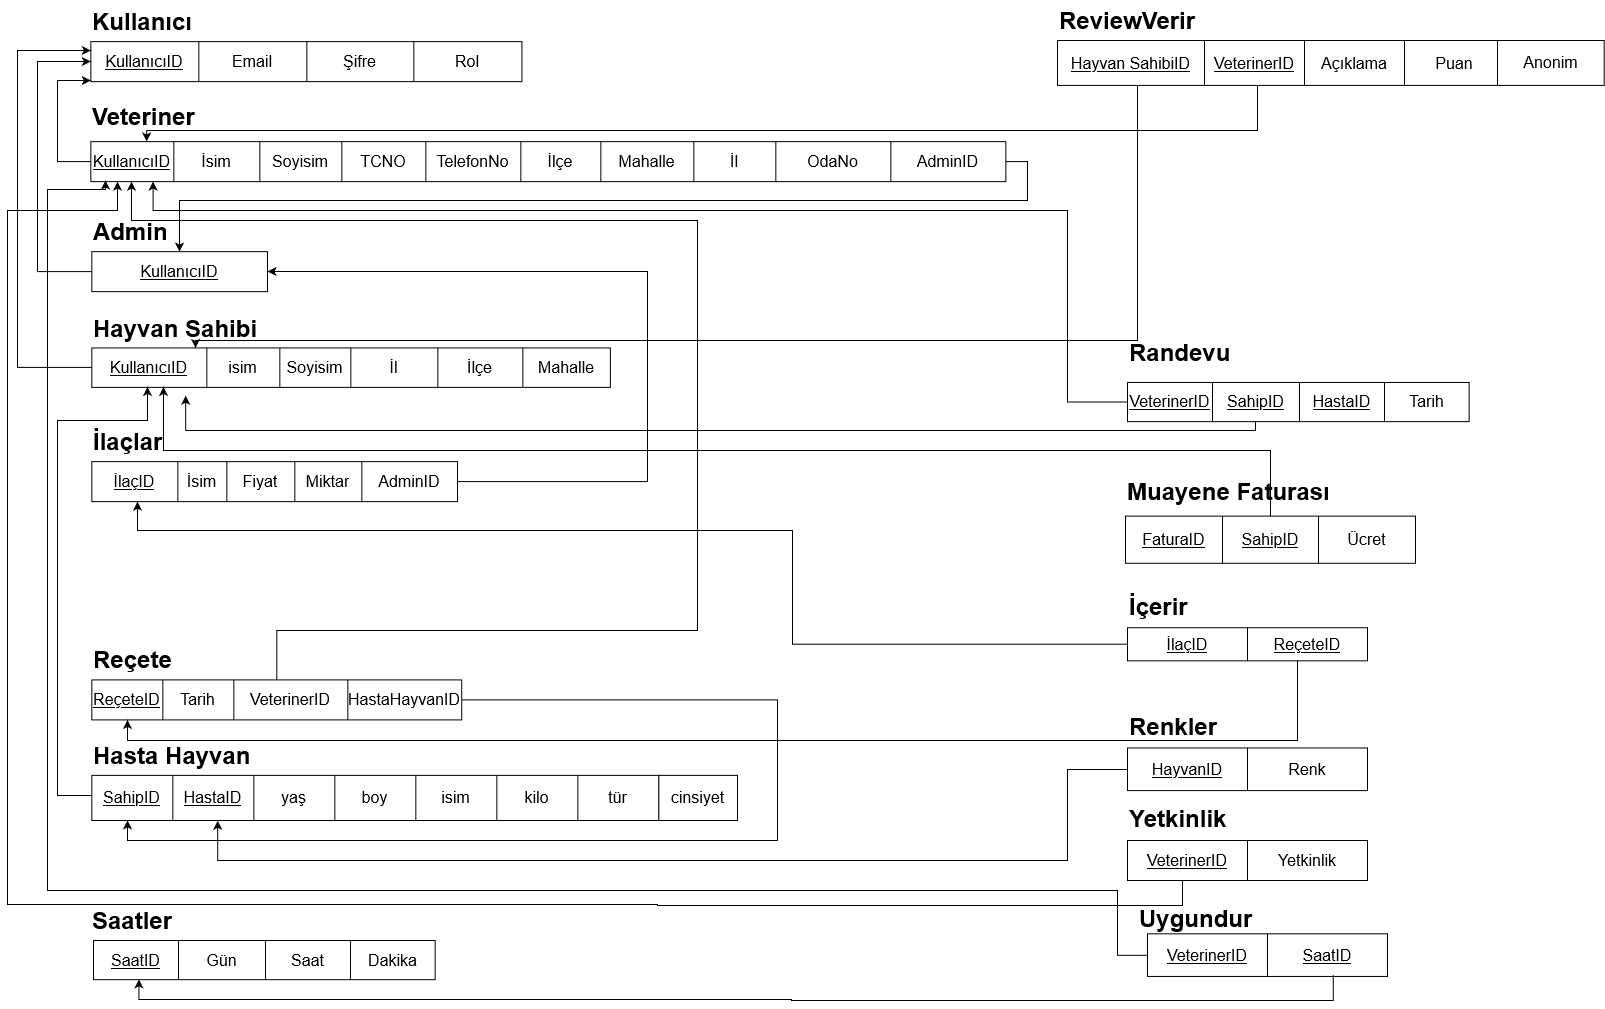 Kullanıcı
KullanıcıID Email Şifre Rol
Veteriner
KullanıcıID İsim Soyisim TCNO TelefonNo İlçe Mahalle İl OdaNo AdminID
Admin
KullanıcıID
Hayvan Sahibi
KullanıcıID isim Soyisim İl İlçe Mahalle
İlaçlar
İlaçID İsim Fiyat Miktar AdminID
Reçete
ReçeteID Tarih VeterinerID HastaHayvanID
Hasta Hayvan
SahipID HastaID yaş boy isim kilo tür cinsiyet
Saatler
SaatID Gün Saat Dakika
ReviewVerir
Hayvan SahibiID VeterinerID Açıklama Puan Anonim
Randevu
VeterinerID SahipID HastaID Tarih
Muayene Faturası
FaturaID SahipID Ücret
İçerir
İlaçID ReçeteID
Renkler
HayvanID Renk
Yetkinlik
VeterinerID Yetkinlik
Uygundur
VeterinerID SaatID